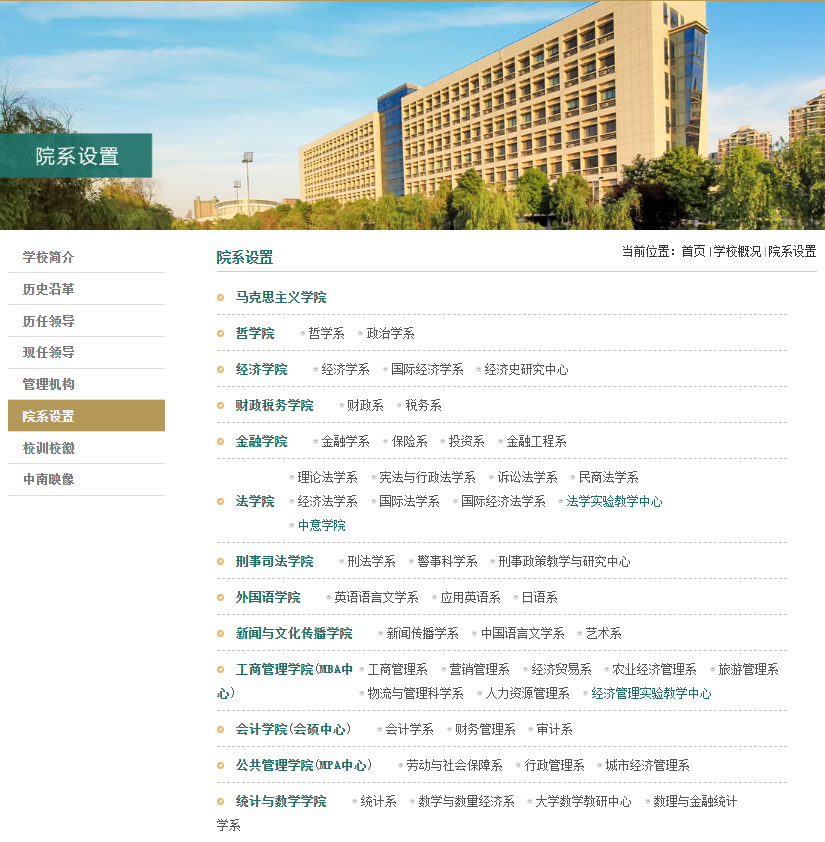 院系设置
学校简介
历史沿革
历任领导
现任领导
管理机构
院系设置
校训校徽
中南映像
院系设置
当前位置：首页 | 学校概况 | 院系设置
马克思主义学院
哲学院 哲学系 政治学系
经济学院 经济学系 国际经济学系 经济史研究中心
财政税务学院 财政系 税务系
金融学院 金融学系 保险系 投资系 金融工程系
理论法学系 宪法与行政法学系 诉讼法学系 民商法学系
法学院 经济法学系 国际法学系 国际经济法学系 法学实验教学中心
中意学院
刑事司法学院 刑法学系 警事科学系 刑事政策教学与研究中心
外国语学院 英语语言文学系 应用英语系 日语系
新闻与文化传播学院 新闻传播学系 中国语言文学系 艺术系
工商管理学院(MBA中 工商管理系 营销管理系 经济贸易系 农业经济管理系 旅游管理系
心) 物流与管理科学系 人力资源管理系 经济管理实验教学中心
会计学院(会硕中心) 会计学系 财务管理系 审计系
公共管理学院(MPA中心) 劳动与社会保障系 行政管理系 城市经济管理系
统计与数学学院 统计系 数学与数量经济系 大学数学教研中心 数理与金融统计
学系